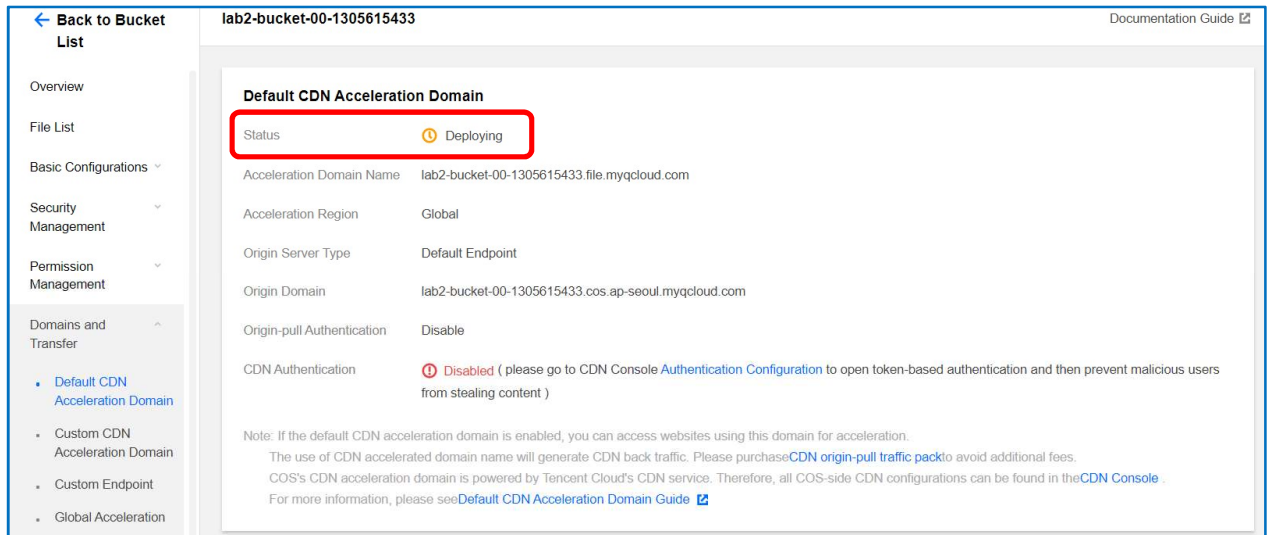 Back to Bucket
List
lab2-bucket-00-1305615433
Documentation Guide
Overview
File List
Basic Configurations
Security
Management
Permission
Management
Domains and
Transfer
Default CDN
Acceleration Domain
Custom CDN
Acceleration Domain
Custom Endpoint
Global Acceleration
Default CDN Acceleration Domain
Status Deploying
Acceleration Domain Name lab2-bucket-00-1305615433.file.myqcloud.com
Acceleration Region Global
Origin Server Type Default Endpoint
Origin Domain lab2-bucket-00-1305615433.cos.ap-seoul.myqcloud.com
Origin-pull Authentication Disable
CDN Authentication Disabled ( please go to CDN Console Authentication Configuration to open token-based authentication and then prevent malicious users
from stealing content )
Note: If the default CDN acceleration domain is enabled, you can access websites using this domain for acceleration.
The use of CDN accelerated domain name will generate CDN back traffic. Please purchaseCDN origin-pull traffic packto avoid additional fees.
COS's CDN acceleration domain is powered by Tencent Cloud's CDN service. Therefore, all COS-side CDN configurations can be found in theCDN Console .
For more information, please seeDefault CDN Acceleration Domain Guide